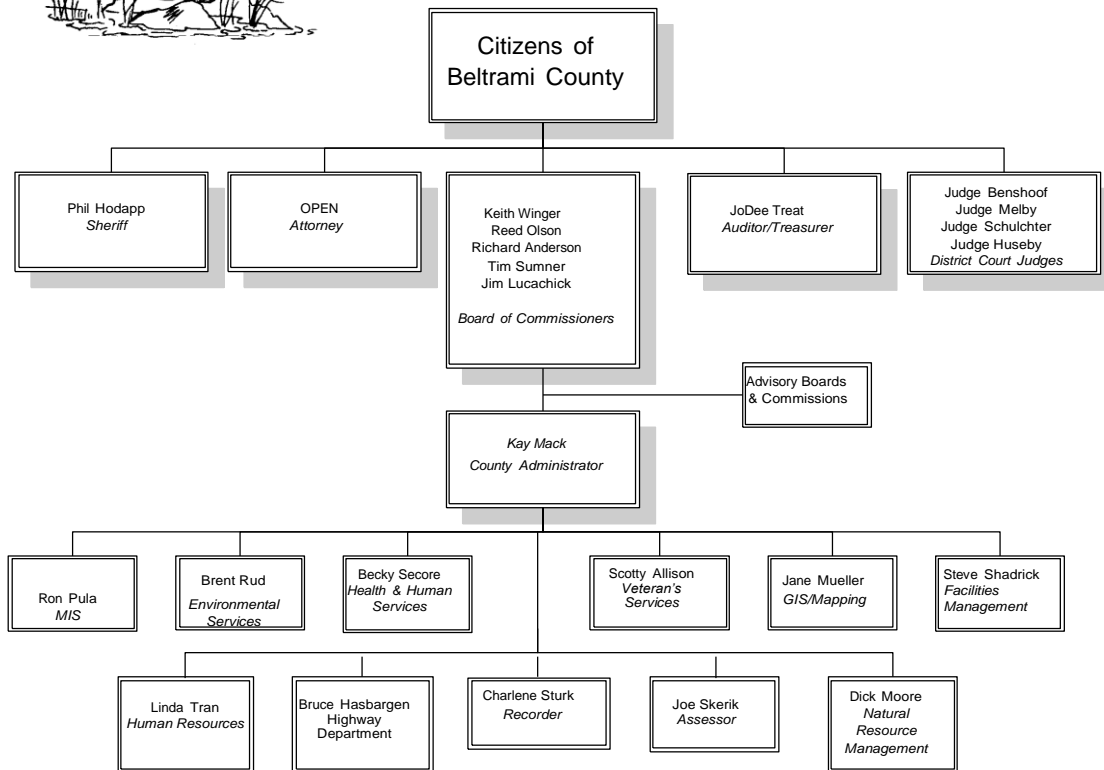 Citizens of
Beltrami County
Phil Hodapp
Sheriff
OPEN
Attorney
Keith Winger
Reed Olson
Richard Anderson
Tim Sumner
Jim Lucachick
Board of Commissioners
JoDee Treat
Auditor/Treasurer
Judge Benshoof
Judge Melby
Judge Schulchter
Judge Huseby
District Court Judges
Advisory Boards
& Commissions
Kay Mack
County Administrator
Ron Pula
MIS
Brent Rud
Environmental
Services
Becky Secore
Health & Human
Services
Scotty Allison
Veteran's
Services
Jane Mueller
GIS/Mapping
Steve Shadrick
Facilities
Management
Linda Tran
Human Resources
Bruce Hasbargen
Highway
Department
Charlene Sturk
Recorder
Joe Skerik
Assessor
Dick Moore
Natural
Resource
Management